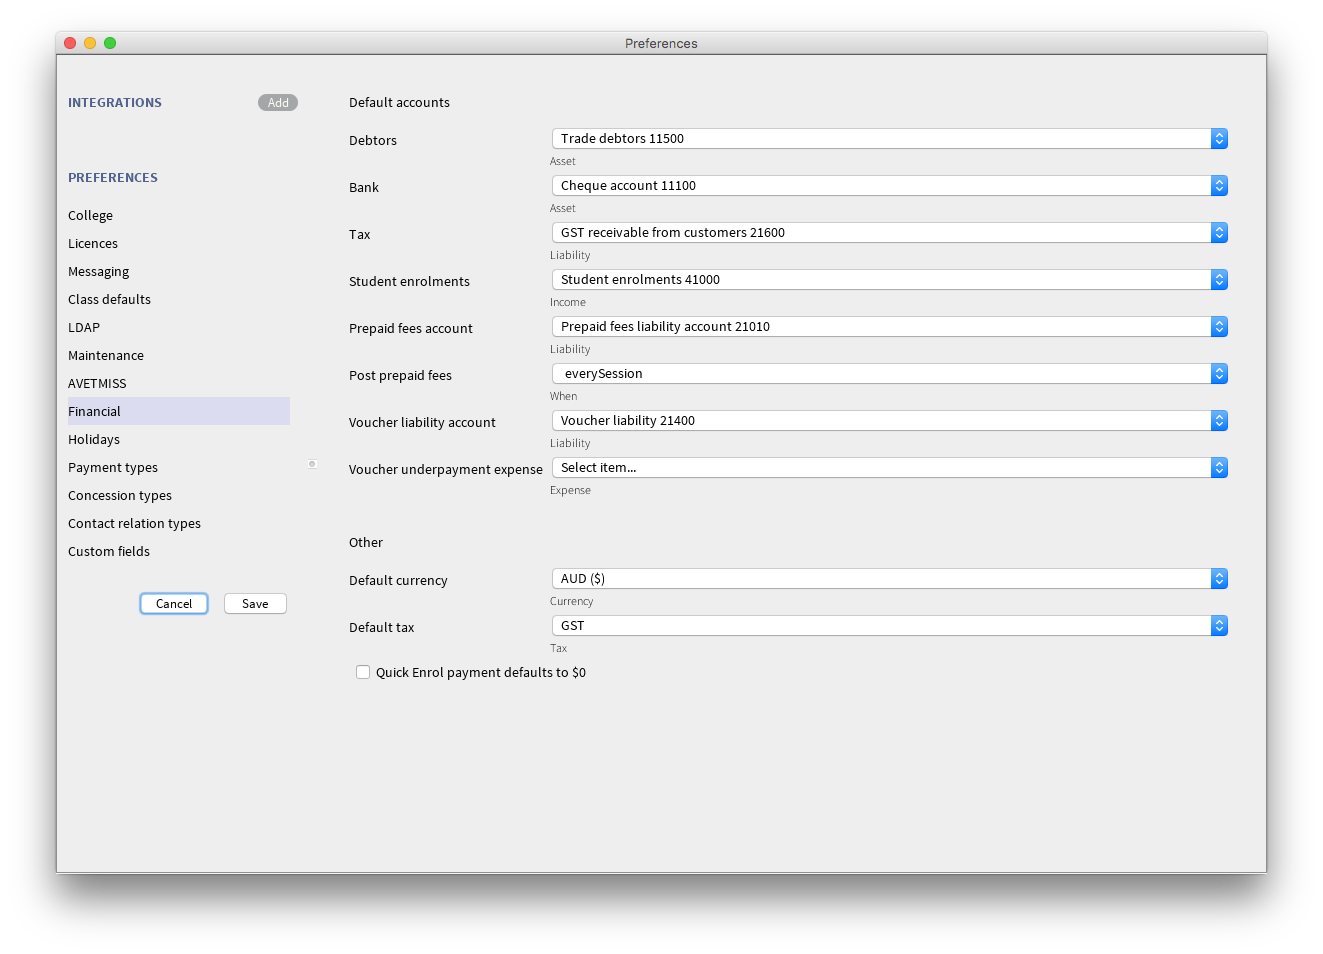 Preferences
INTEGRATIONS
Add
PREFERENCES
College
Licences
Messaging
Class defaults
LDAP
Maintenance
AVETMISS
Financial
Holidays
Payment types
Concession types
Contact relation types
Custom fields
Cancel
Save
Default accounts
Debtors
Trade debtors 11500
Asset
Bank
Cheque account 11100
Asset
Tax
GST receivable from customers 21600
Liability
Student enrolments
Student enrolments 41000
Income
Prepaid fees account
Prepaid fees liability account 21010
Liability
Post prepaid fees
everySession
When
Voucher liability account
Voucher liability 21400
Liability
Voucher underpayment expense
Select item...
Expense
Other
Default currency
AUD ($)
Currency
Default tax
GST
Tax
Quick Enrol payment defaults to $0